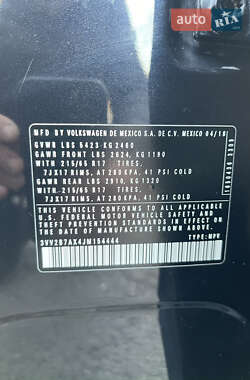 AUTO
RIA
MFD BY VOLKSWAGEN DE MEXICO S.A. DE C.V. MEXICO 04/18
GVWR LBS 5423 KG 2460
GAWR FRONT LBS 2624, KG 1190
WITH 215/65 R17 TIRES,
7JX17 RIMS, AT 280 KPA, 41 PSI COLD
GAWR REAR LBS 2910, KG 1320
WITH 215/65 R17 TIRES,
7JX17 RIMS, AT 280 KPA, 41 PSI COLD
THIS VEHICLE CONFORMS TO ALL APPLICABLE
FEDERAL MOTOR VEHICLE SAFETY AND
THEFT PREVENTION STANDARDS IN EFFECT ON
THE DATE OF MANUFACTURE SHOWN ABOVE.
3VV2B7AX4JM154444
TYPE: MPV